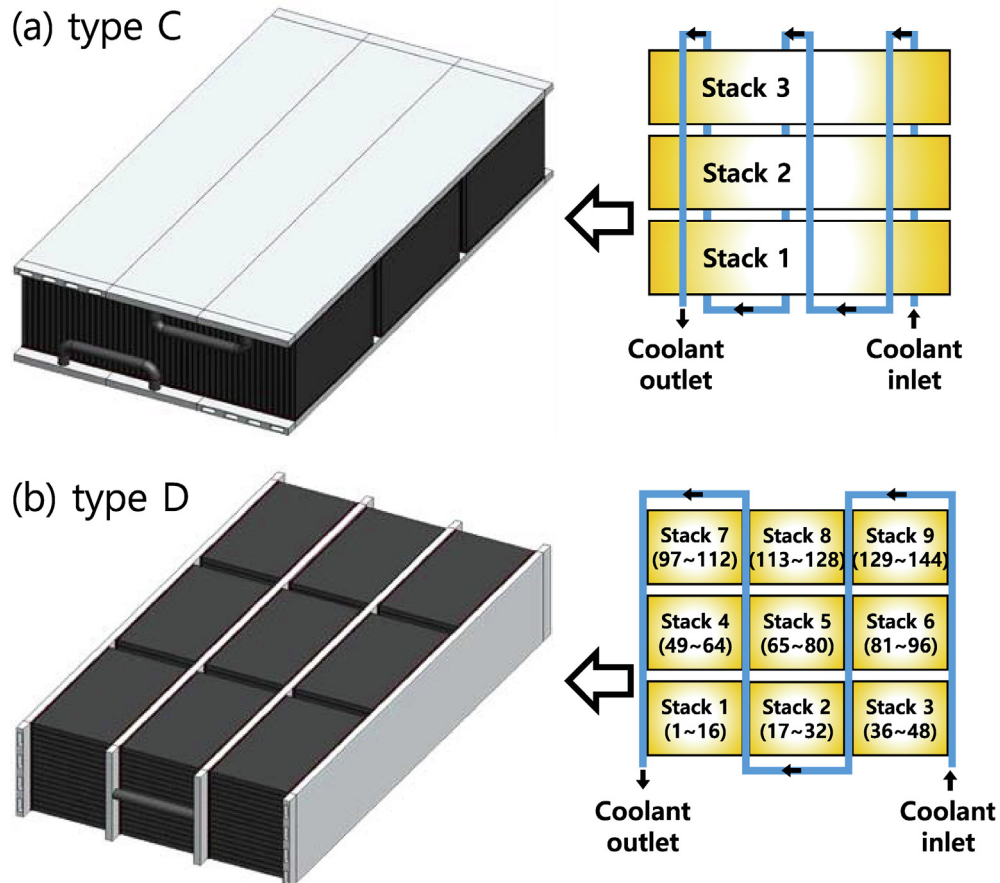 (a) type C
Stack 3
Stack 2
Stack 1
Coolant
outlet
Coolant
inlet
(b) type D
Stack 7
(97~112)
Stack 8
(113~128)
Stack 9
(129~144)
Stack 4
(49~64)
Stack 5
(65~80)
Stack 6
(81~96)
Stack 1
(1~16)
Stack 2
(17~32)
Stack 3
(36~48)
Coolant
outlet
Coolant
inlet